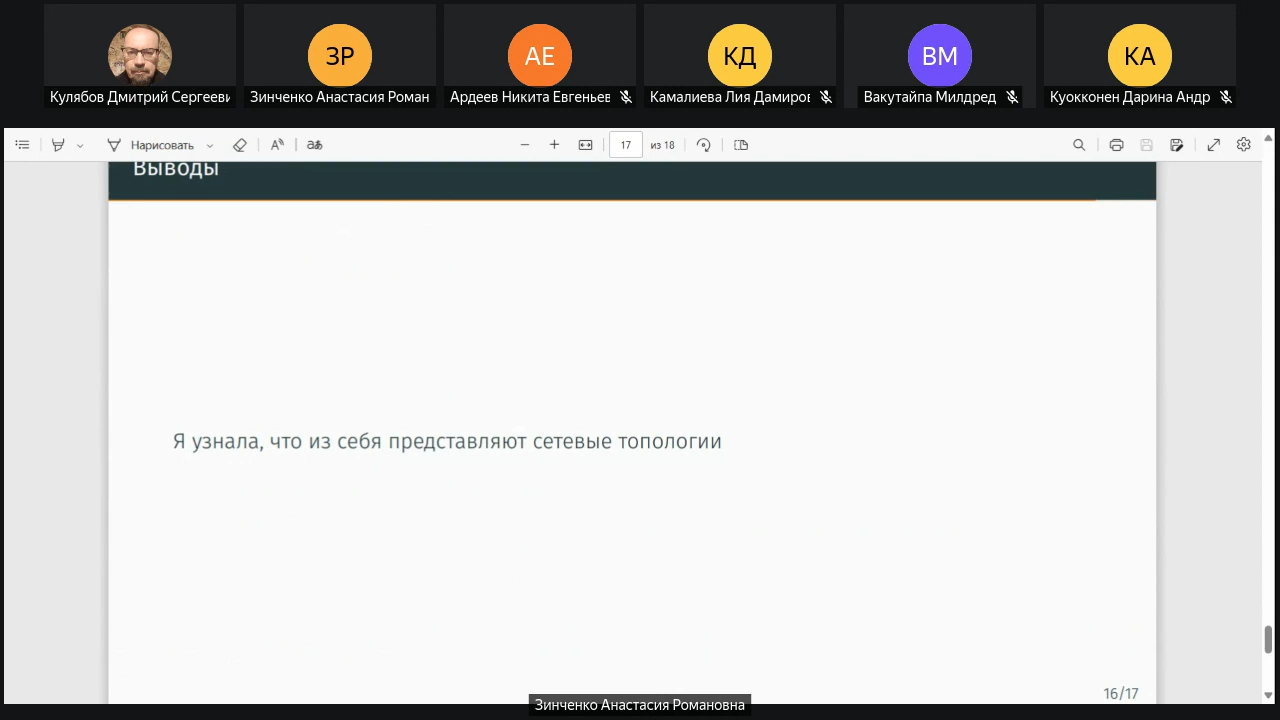 ЗР
АЕ
КД
ВМ
КА
Кулябов Дмитрий Сергееви
Зинченко Анастасия Роман
Ардеев Никита Евгеньев
Камалиева Лия Дамиров
Вакутайпа Милдред
Куокконен Дарина Андр
Нарисовать
17
из 18
Выводы
Я узнала, что из себя представляют сетевые топологии
16/17
Зинченко Анастасия Романовна